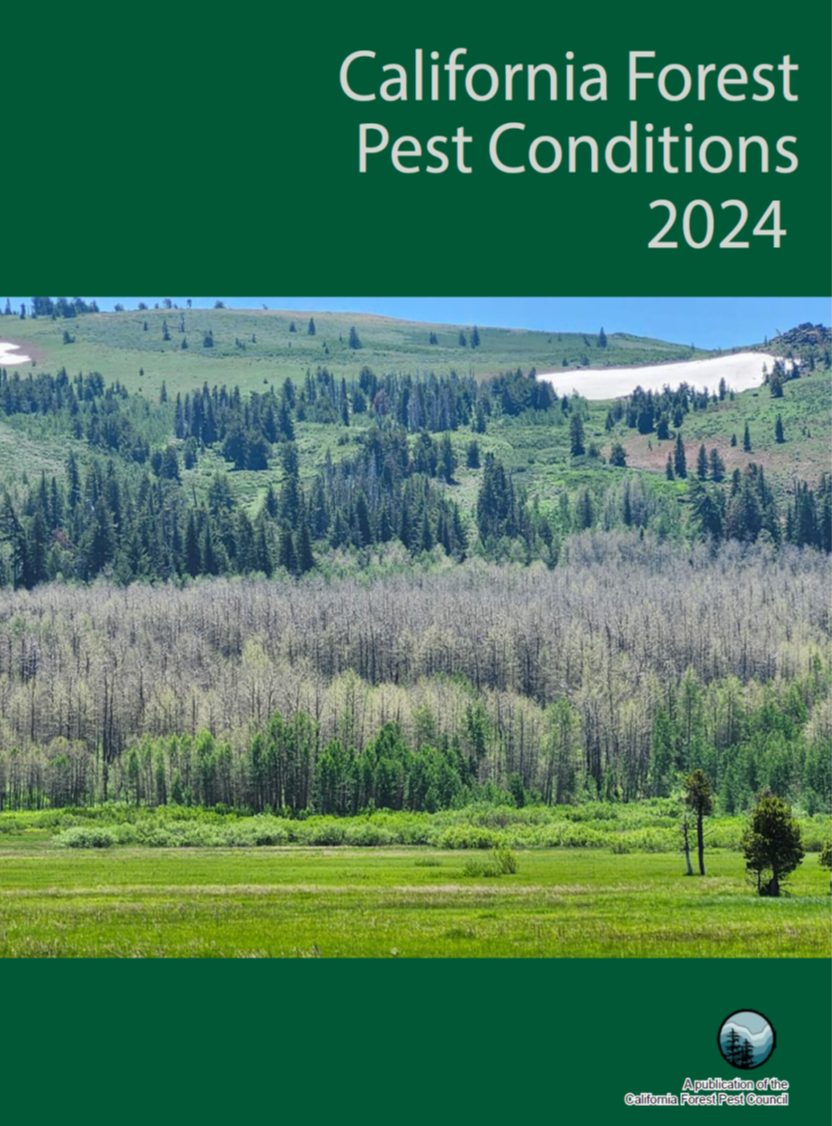 California Forest
Pest Conditions
2024
A publication of the
California Forest Pest Council